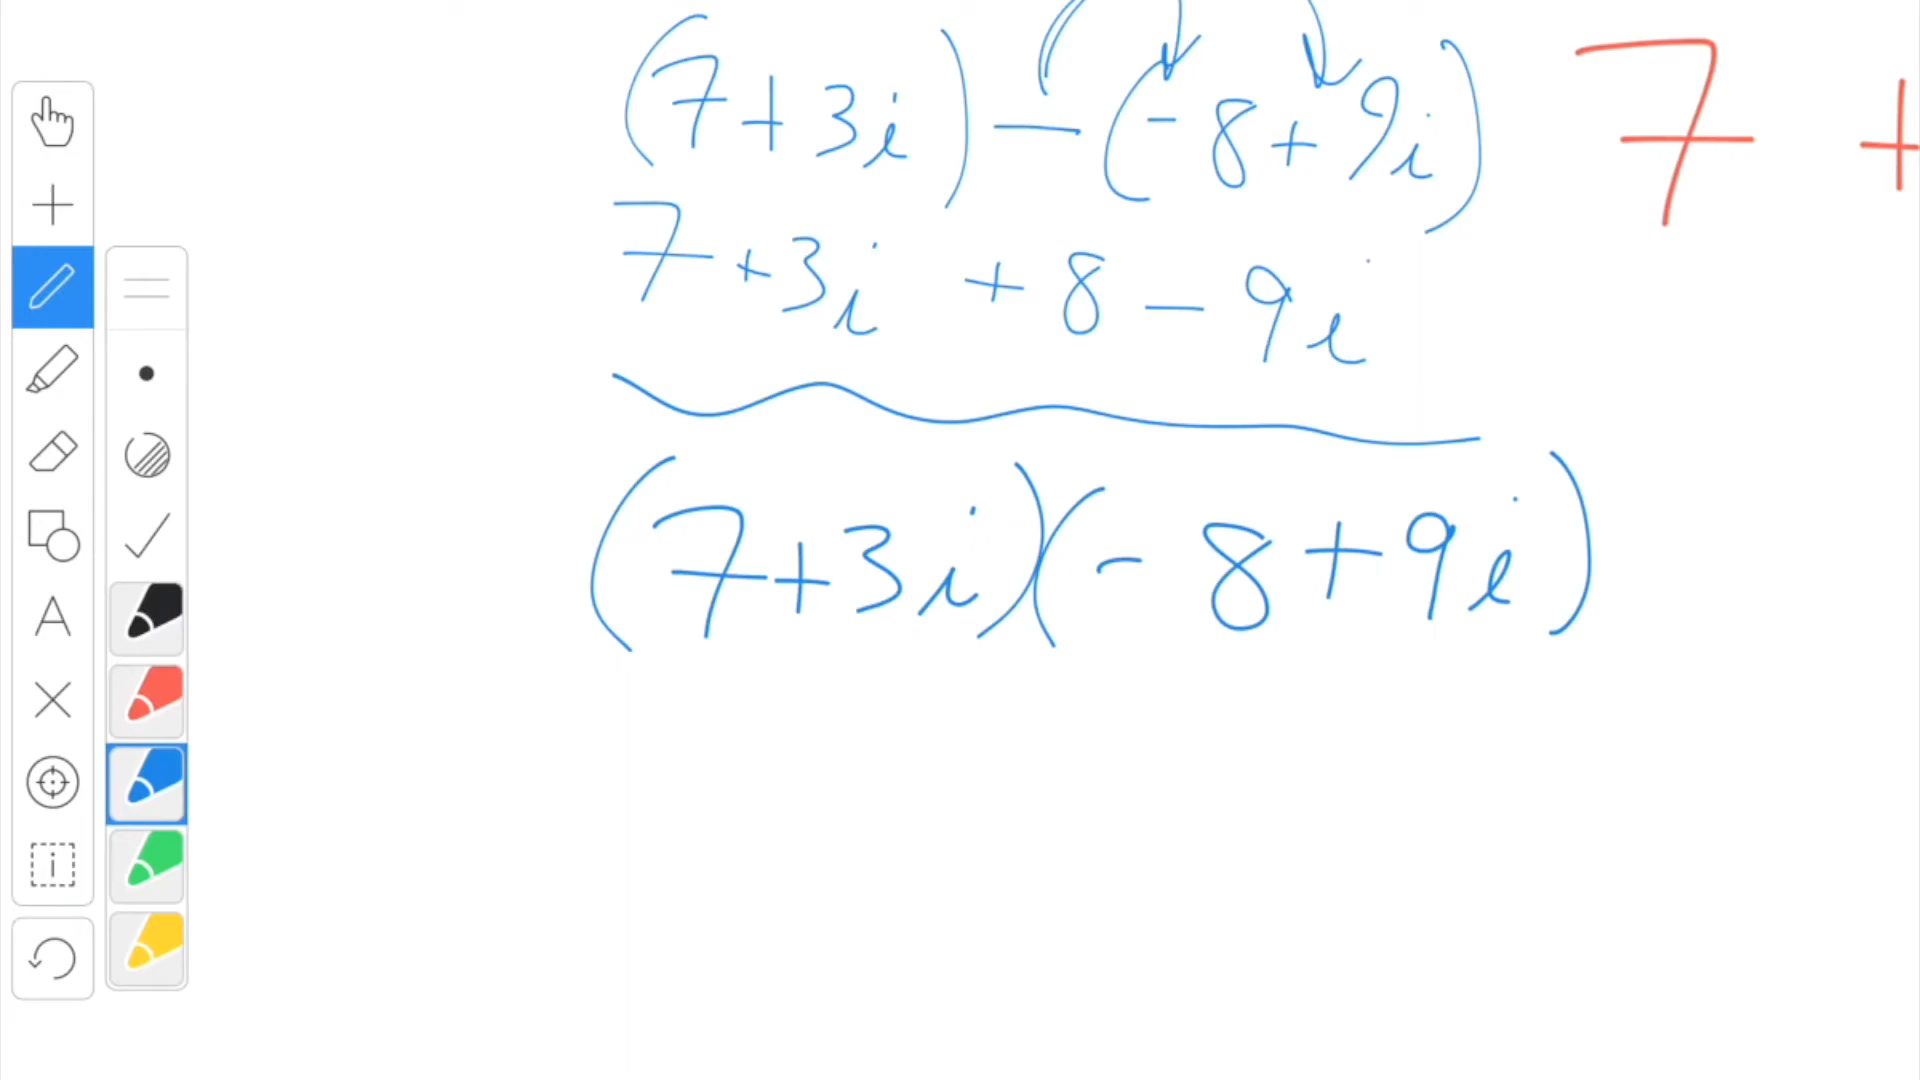 (7+3i) - (-8+9i) 7 +
7+3i +8-9i
(7+3i)(-8+9i)
A
i